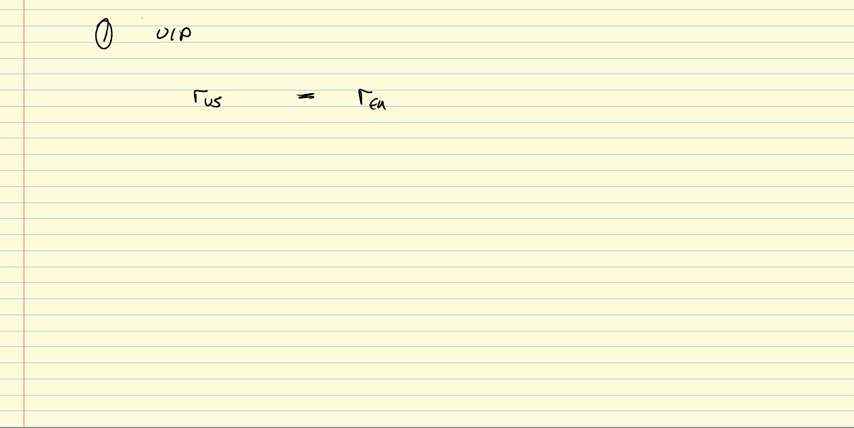 ① UIP
r_US = r_EU